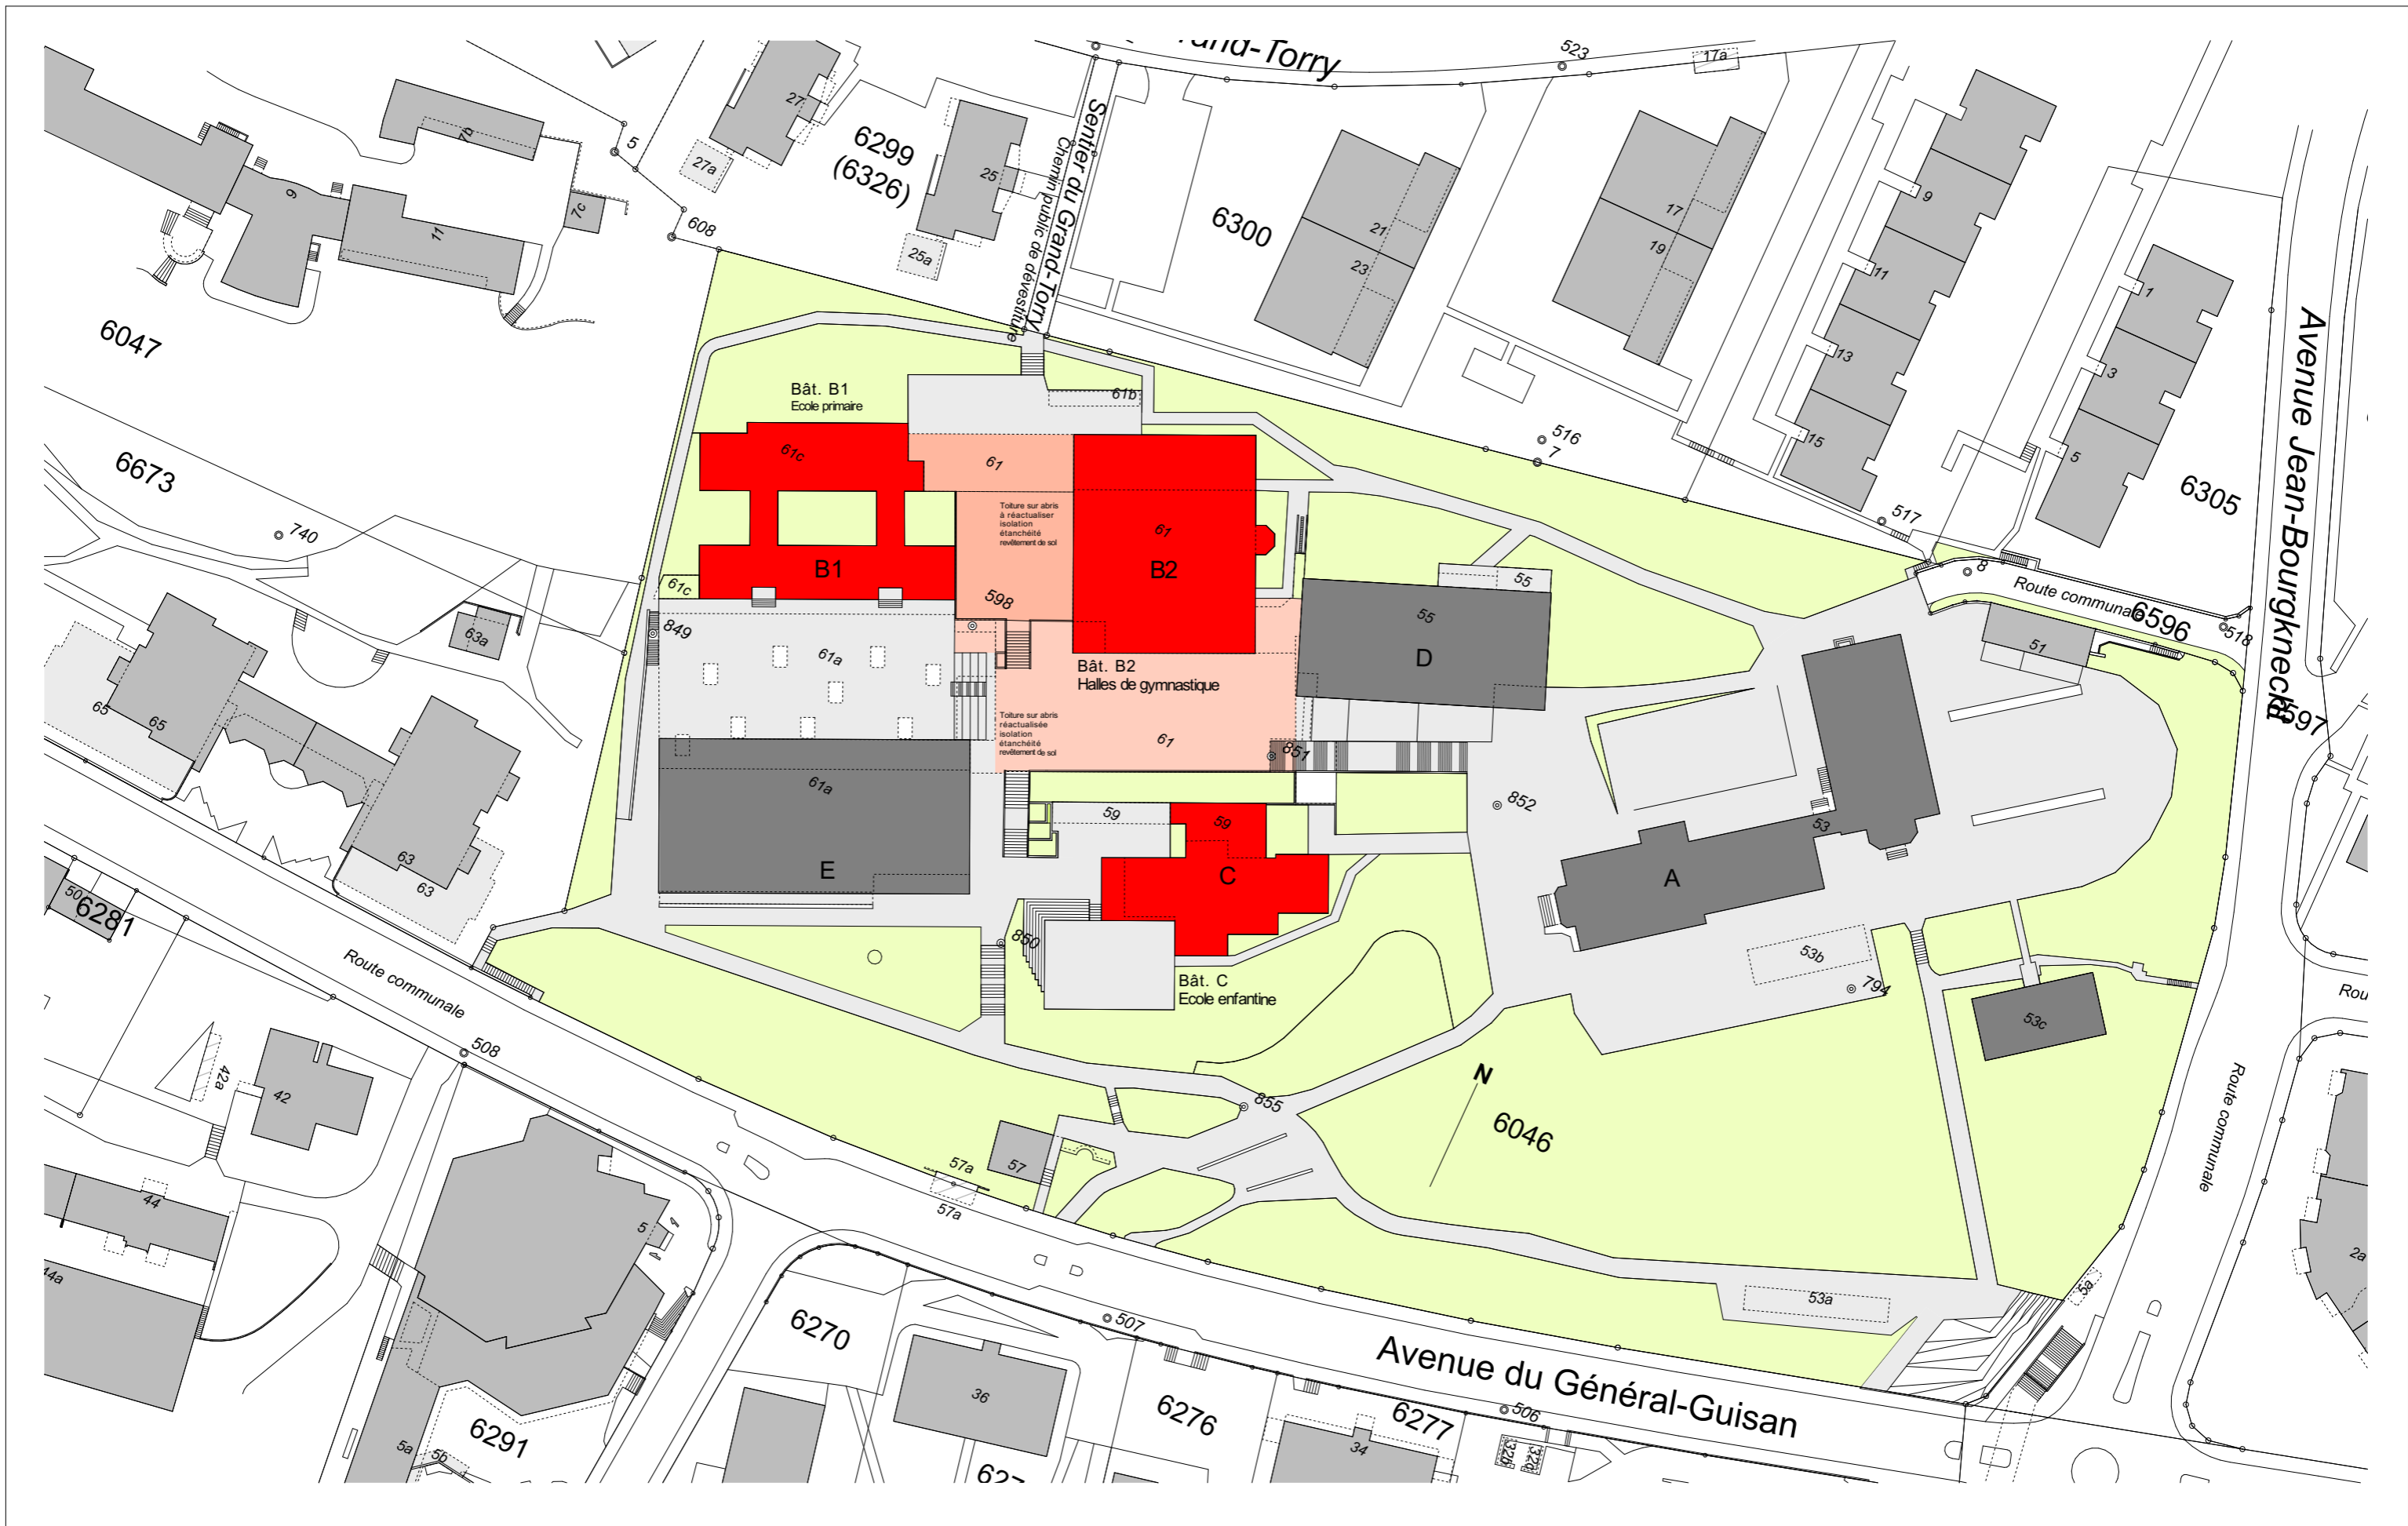 523
17a
27
5
7b
9
11
7c
27a
6299
(6326)
25
25a
608
Sentier du Grand-Torry
Chemin public de dévestiture
6300
21
23
17
19
9
11
13
15
1
3
5
6305
Avenue Jean-Bourgknecht
6047
6673
740
Bât. B1
Ecole primaire
61b
61c
61
516
7
517
Toiture sur abris
à réactualiser
isolation
étanchéité
revêtement de sol
61
B2
B1
61c
598
849
61a
55
55
D
8
Route communale
6596
518
6597
51
63a
65
65
63
63
Bât. B2
Halles de gymnastique
Toiture sur abris
réactualisée
isolation
étanchéité
revêtement de sol
61
851
61a
E
59
59
C
852
53
A
53b
794
53c
850
Bât. C
Ecole enfantine
50
6281
Route communale
508
42a
42
44
44a
5
57
57a
57a
855
N
6046
53a
Route communale
2a
6270
507
36
6276
6277
506
34
32b
32a
Avenue du Général-Guisan
6291
5a
5b